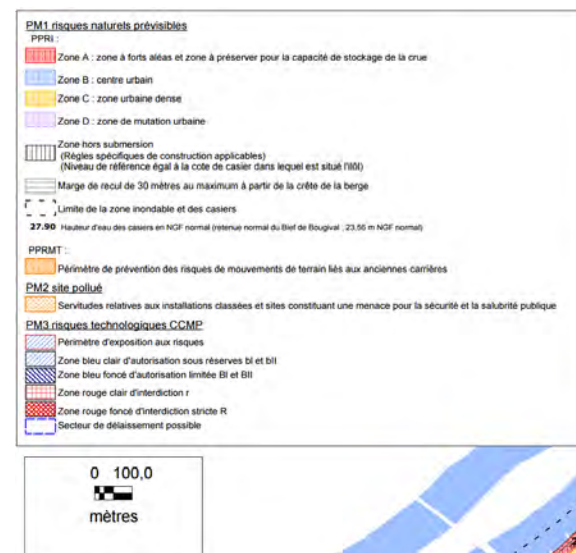 PM1 risques naturels prévisibles
PPRI :
Zone A : zone à forts aléas et zone à préserver pour la capacité de stockage de la crue
Zone B : centre urbain
Zone C : zone urbaine dense
Zone D : zone de mutation urbaine
Zone hors submersion
(Règles spécifiques de construction applicables)
(Niveau de référence égal à la cote de casier dans lequel est situé l'îlôt)
Marge de recul de 30 mètres au maximum à partir de la crête de la berge
Limite de la zone inondable et des casiers
27.90 Hauteur d'eau des casiers en NGF normal (retenue normal du Bief de Bougival , 23,56 m NGF normal)
PPRMT :
Périmètre de prévention des risques de mouvements de terrain liés aux anciennes carrières
PM2 site pollué
Servitudes relatives aux installations classées et sites constituant une menace pour la sécurité et la salubrité publique
PM3 risques technologiques CCMP
Périmètre d'exposition aux risques
Zone bleu clair d'autorisation sous réserves bI et bII
Zone bleu foncé d'autorisation limitée BI et BII
Zone rouge clair d'interdiction r
Zone rouge foncé d'interdiction stricte R
Secteur de délaissement possible
0 100,0
mètres